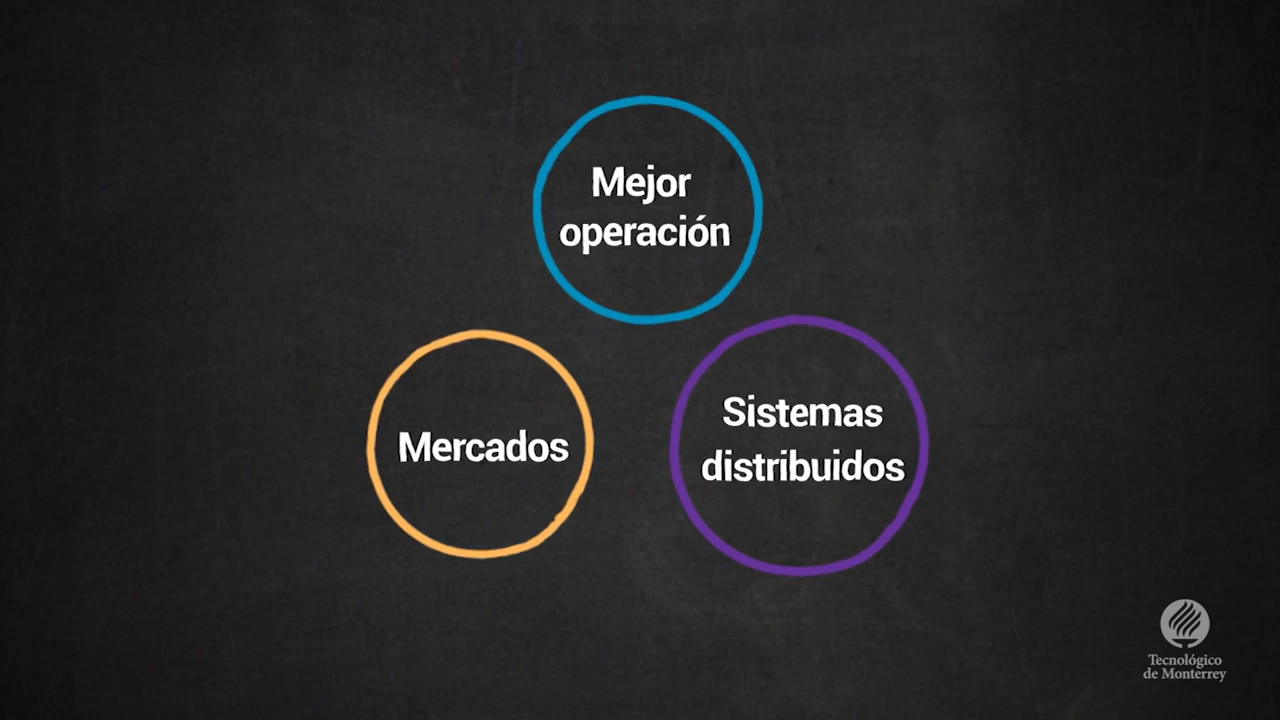 Mejor
operación
Mercados
Sistemas
distribuidos
Tecnológico
de Monterrey